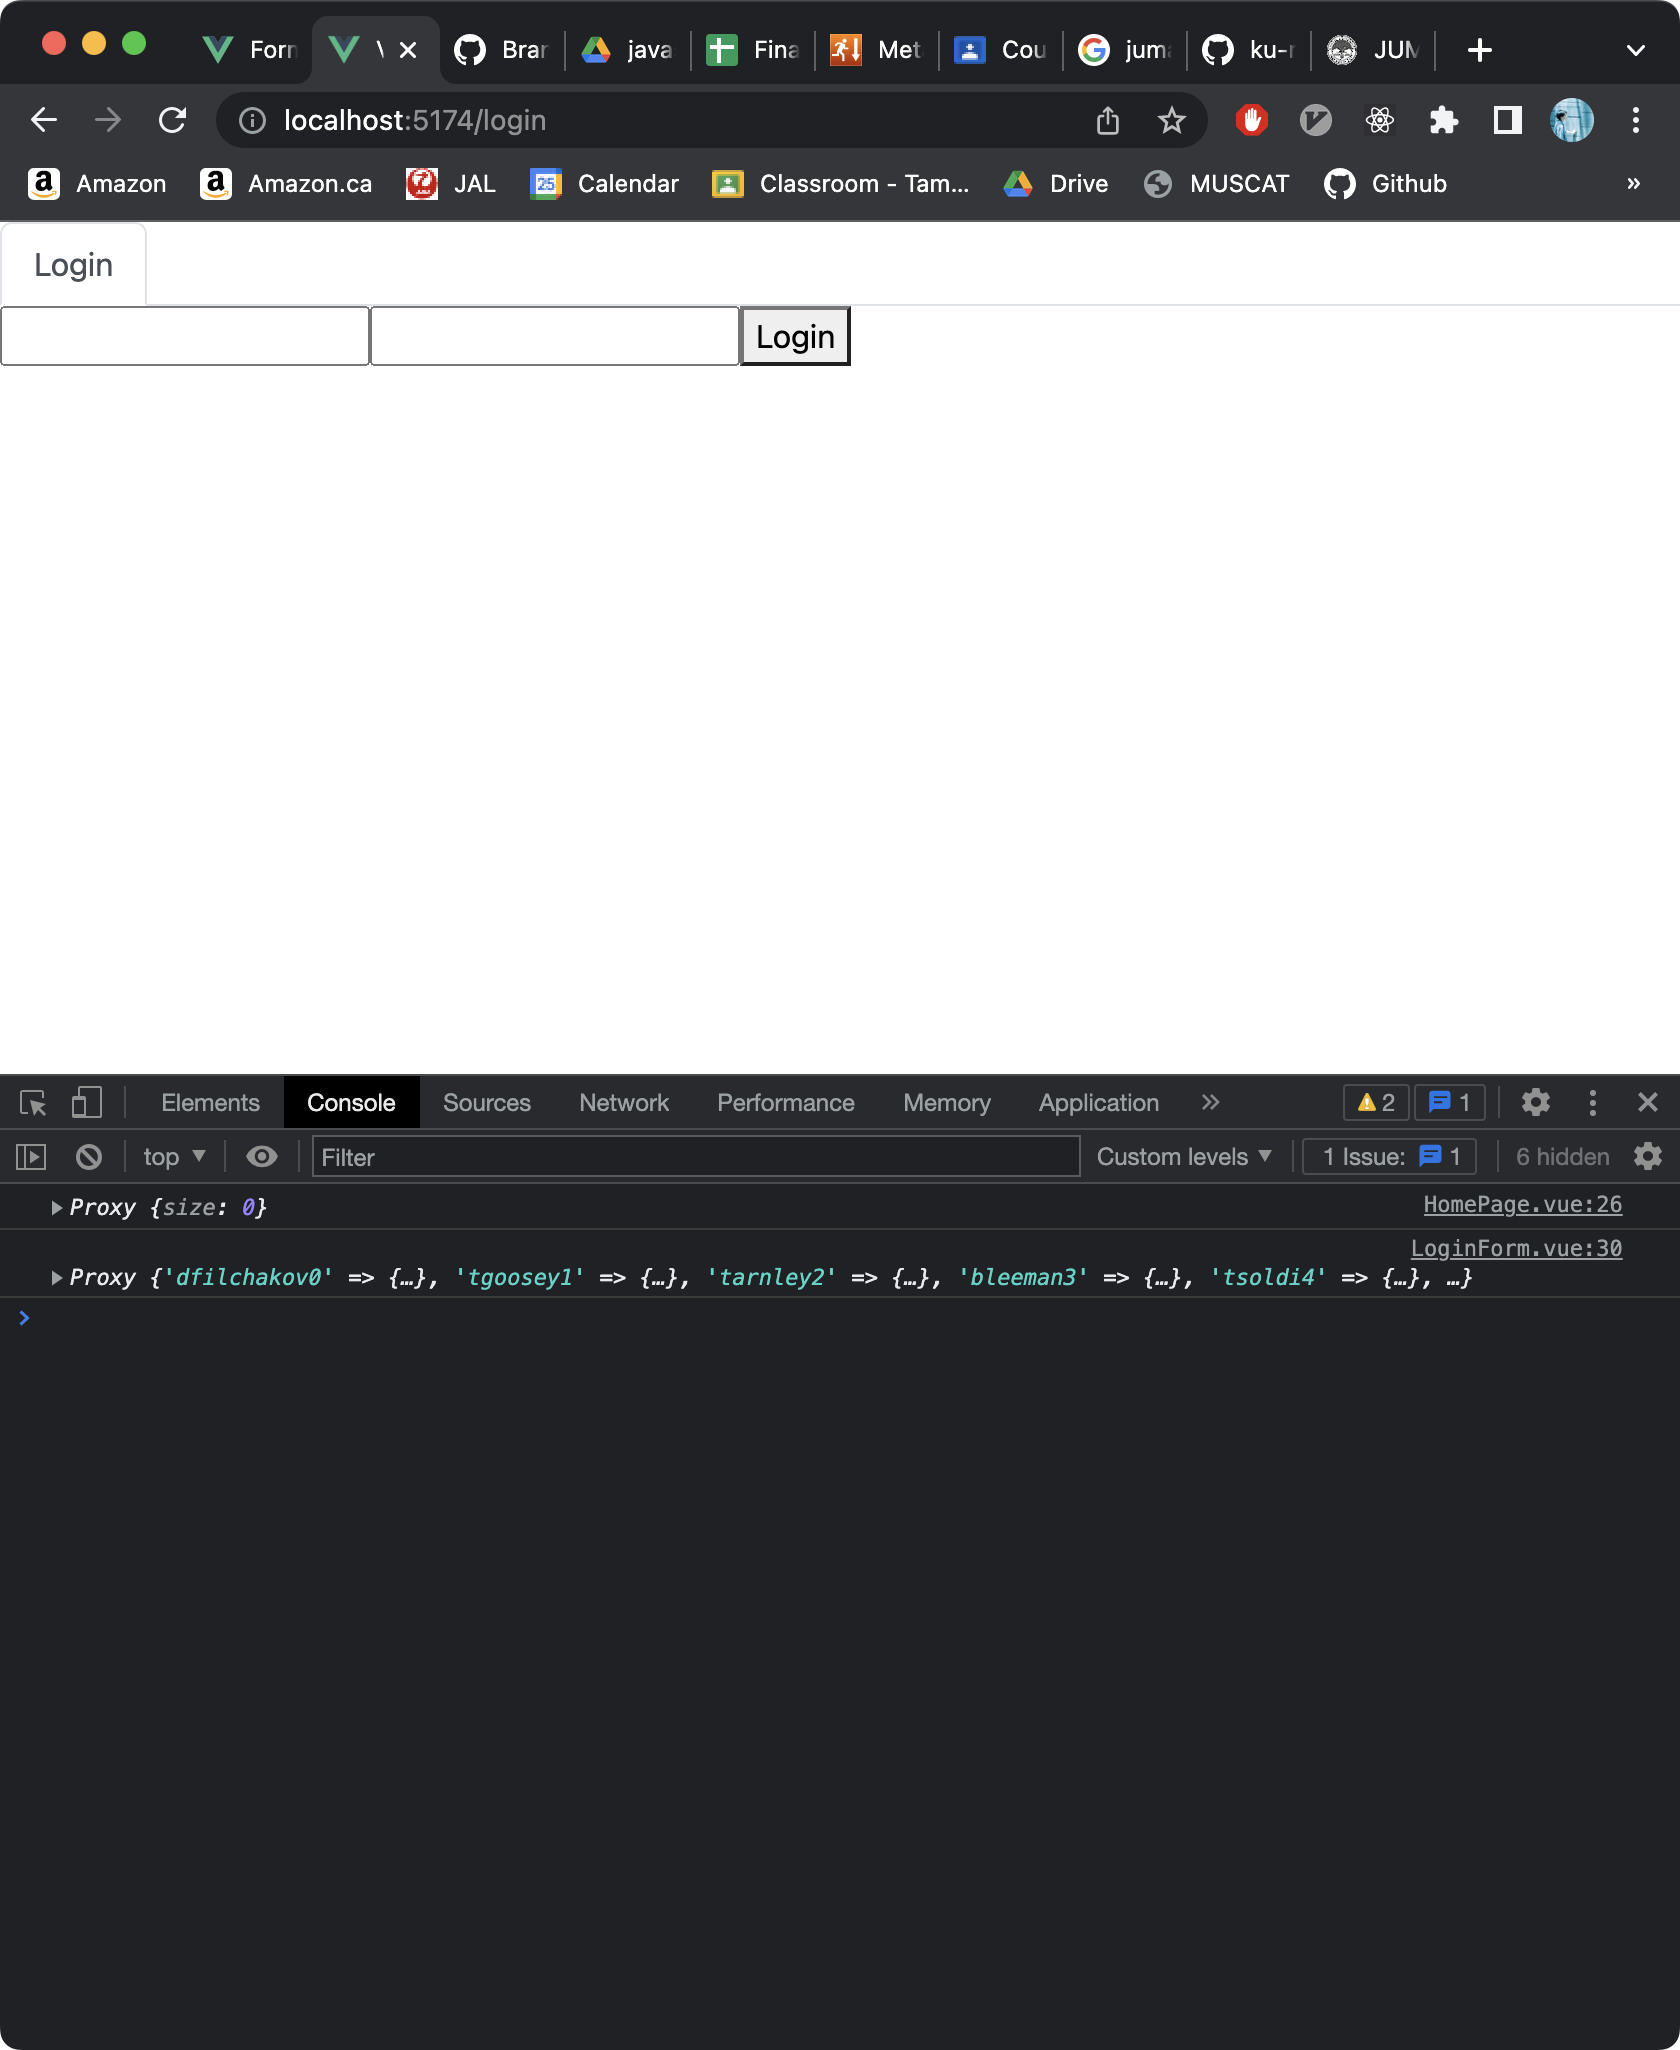 Forn
Brar
java
Fina
Met
Cou
jum
ku-r
JUM
localhost:5174/login
Amazon
Amazon.ca
JAL
25
Calendar
Classroom - Tam...
Drive
MUSCAT
Github
»
Login
Login
Elements
Console
Sources
Network
Performance
Memory
Application
2
1
top
Filter
Custom levels
1 Issue:
1
6 hidden
Proxy {size: 0}
HomePage.vue:26
LoginForm.vue:30
Proxy {'dfilchakov0' => {…}, 'tgoosey1' => {…}, 'tarnley2' => {…}, 'bleeman3' => {…}, 'tsoldi4' => {…}, …}